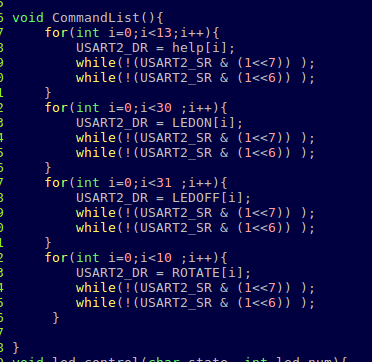 5
6 void CommandList(){
7     for(int i=0;i<13;i++){
8         USART2_DR = help[i];
9         while(!(USART2_SR & (1<<7)) );
0         while(!(USART2_SR & (1<<6)) );
1     }
2     for(int i=0;i<30 ;i++){
3         USART2_DR = LEDON[i];
4         while(!(USART2_SR & (1<<7)) );
5         while(!(USART2_SR & (1<<6)) );
6     }
7     for(int i=0;i<31 ;i++){
8         USART2_DR = LEDOFF[i];
9         while(!(USART2_SR & (1<<7)) );
0         while(!(USART2_SR & (1<<6)) );
1     }
2     for(int i=0;i<10 ;i++){
3         USART2_DR = ROTATE[i];
4         while(!(USART2_SR & (1<<7)) );
5         while(!(USART2_SR & (1<<6)) );
6      }
7
8 }
9 void led_control(char state, int led_num){